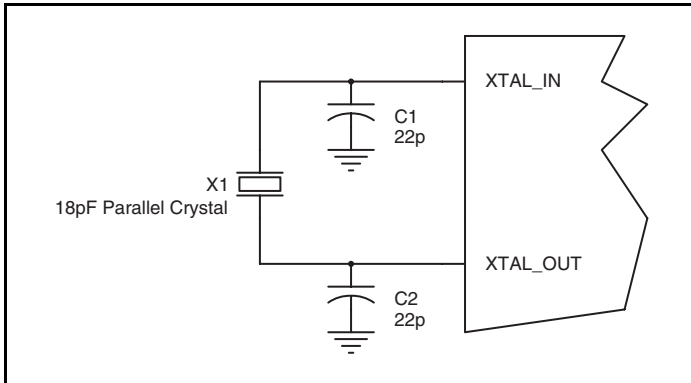 XTAL_IN
C1
22p
X1
18pF Parallel Crystal
XTAL_OUT
C2
22p